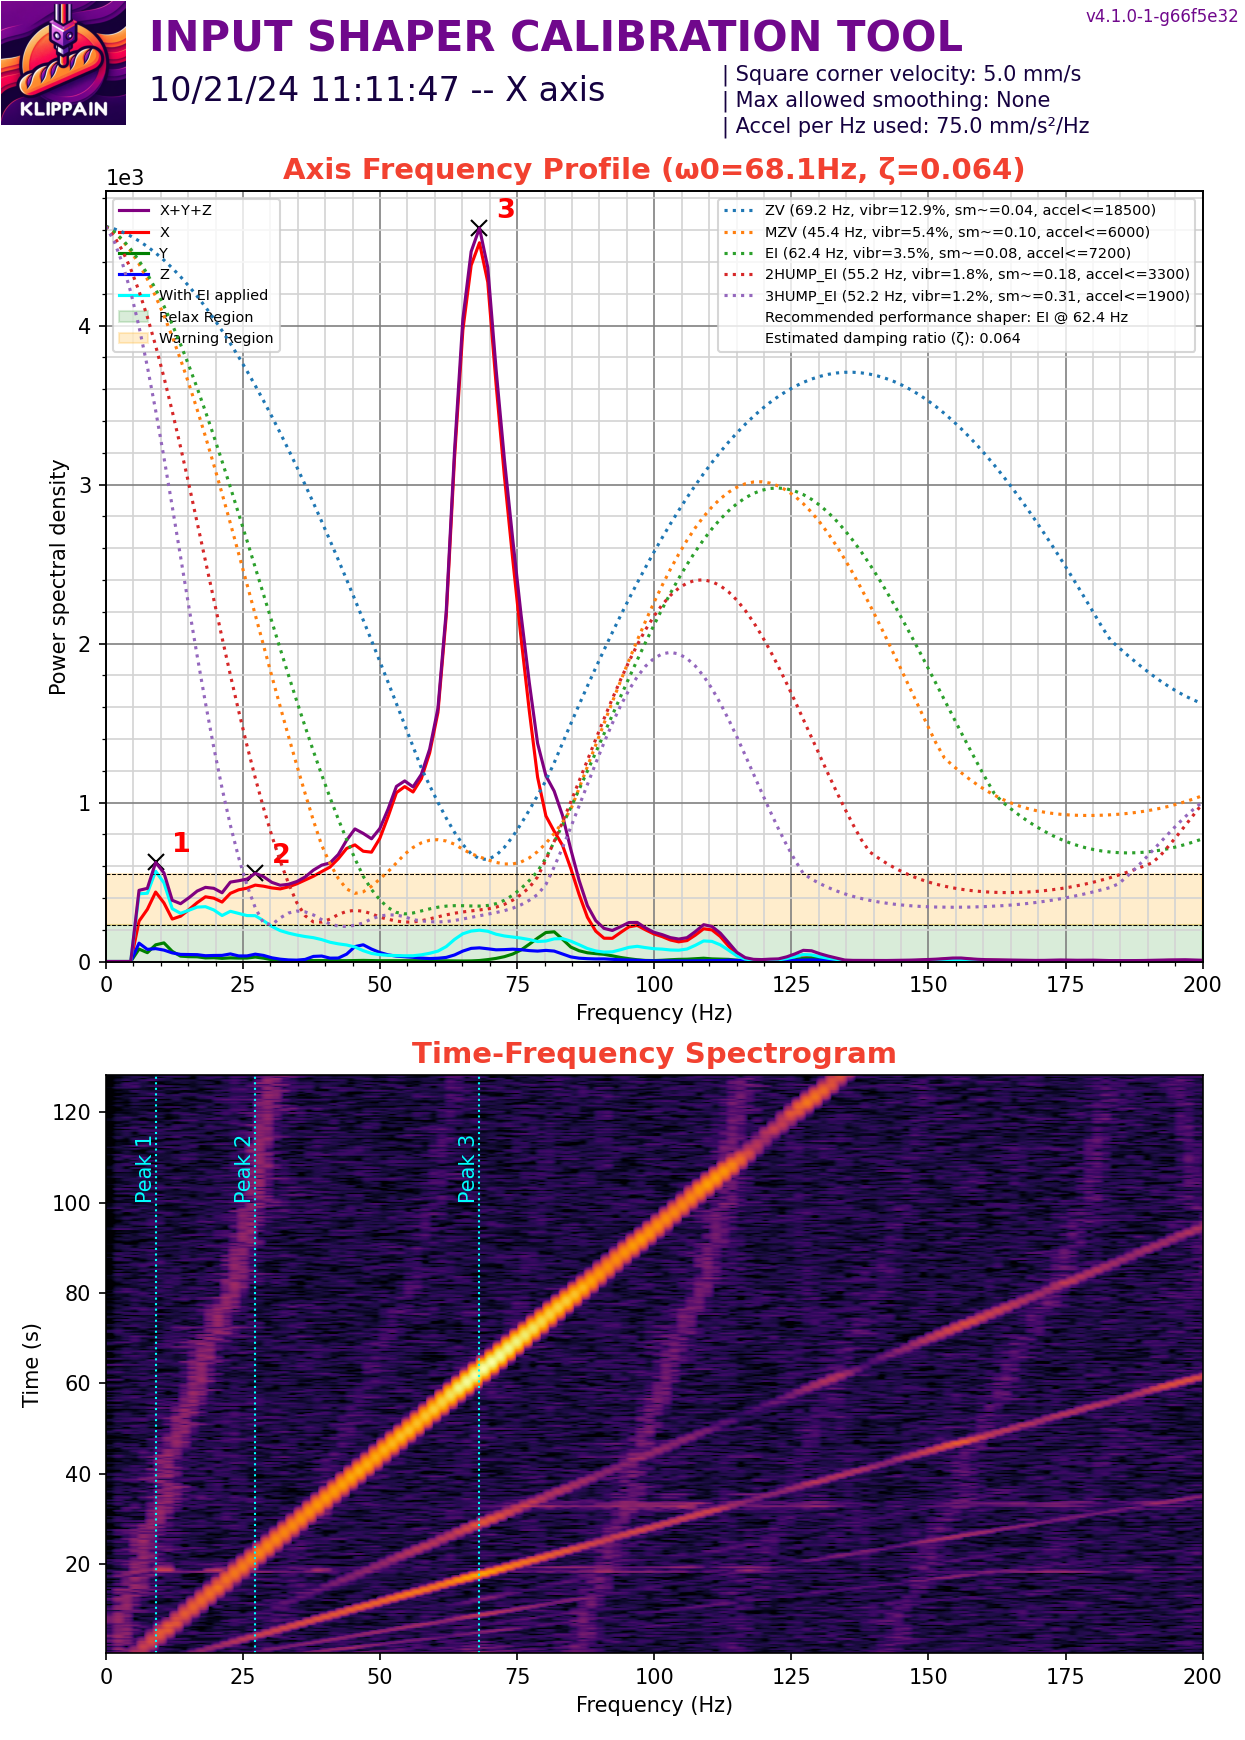 v4.1.0-1-g66f5e32
INPUT SHAPER CALIBRATION TOOL
10/21/24 11:11:47 -- X axis
| Square corner velocity: 5.0 mm/s
| Max allowed smoothing: None
| Accel per Hz used: 75.0 mm/s²/Hz
KLIPPAIN
Axis Frequency Profile (ω0=68.1Hz, ζ=0.064)
1e3
X+Y+Z
X
Y
Z
With EI applied
Relax Region
Warning Region
ZV (69.2 Hz, vibr=12.9%, sm~=0.04, accel<=18500)
MZV (45.4 Hz, vibr=5.4%, sm~=0.10, accel<=6000)
EI (62.4 Hz, vibr=3.5%, sm~=0.08, accel<=7200)
2HUMP_EI (55.2 Hz, vibr=1.8%, sm~=0.18, accel<=3300)
3HUMP_EI (52.2 Hz, vibr=1.2%, sm~=0.31, accel<=1900)
Recommended performance shaper: EI @ 62.4 Hz
Estimated damping ratio (ζ): 0.064
3
1
2
Power spectral density
4
3
2
1
0
0 25 50 75 100 125 150 175 200
Frequency (Hz)
Time-Frequency Spectrogram
Peak 1
Peak 2
Peak 3
Time (s)
120
100
80
60
40
20
0 25 50 75 100 125 150 175 200
Frequency (Hz)